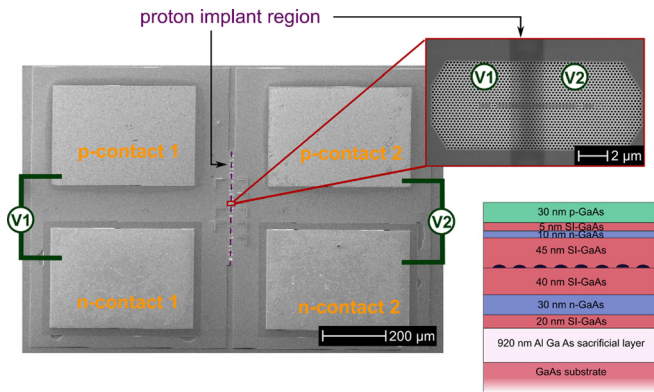 proton implant region
V1
V2
2 μm
p-contact 1
p-contact 2
V1
V2
n-contact 1
n-contact 2
200 μm
30 nm p-GaAs
5 nm SI-GaAs
10 nm n-GaAs
45 nm SI-GaAs
40 nm SI-GaAs
30 nm n-GaAs
20 nm SI-GaAs
920 nm Al Ga As sacrificial layer
GaAs substrate